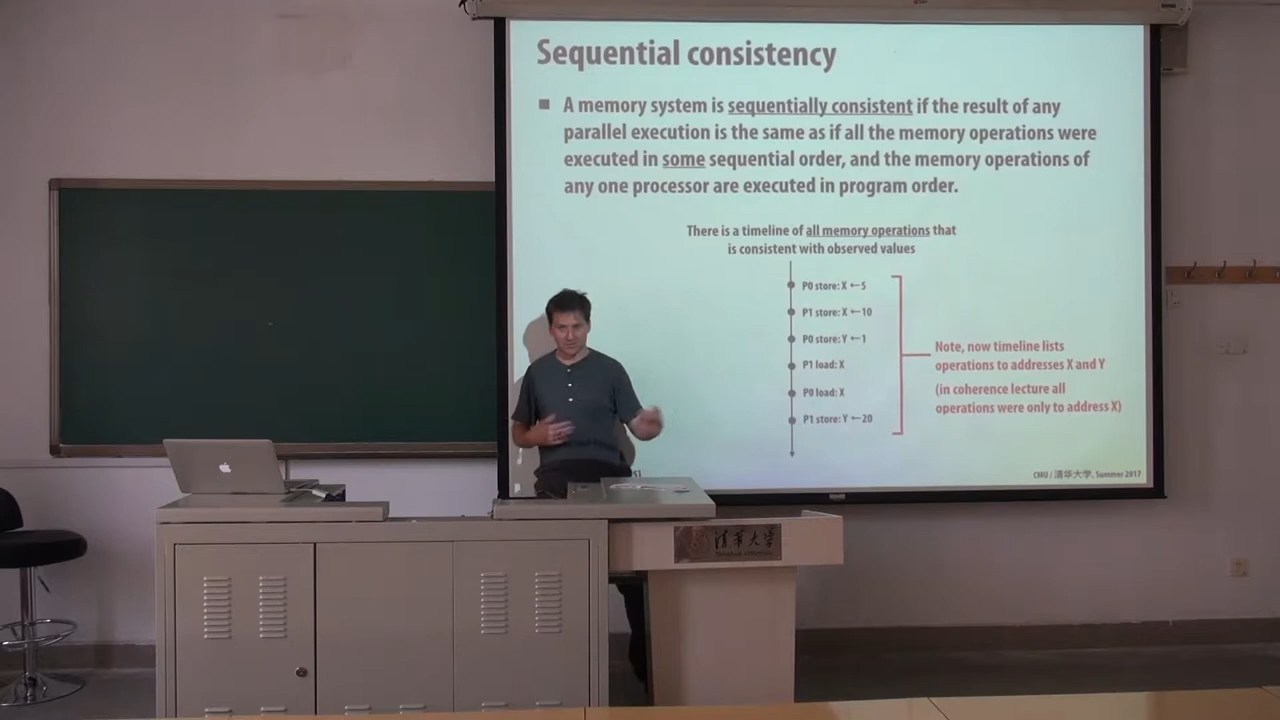 Sequential consistency
■ A memory system is sequentially consistent if the result of any
parallel execution is the same as if all the memory operations were
executed in some sequential order, and the memory operations of
any one processor are executed in program order.
There is a timeline of all memory operations that
is consistent with observed values
P0 store: X ←5
P1 store: X ←10
P0 store: Y ←1
P1 load: X
P0 load: X
P1 store: Y ←20
Note, now timeline lists
operations to addresses X and Y
(in coherence lecture all
operations were only to address X)
CMU / 清华大学, Summer 2017
清华大学